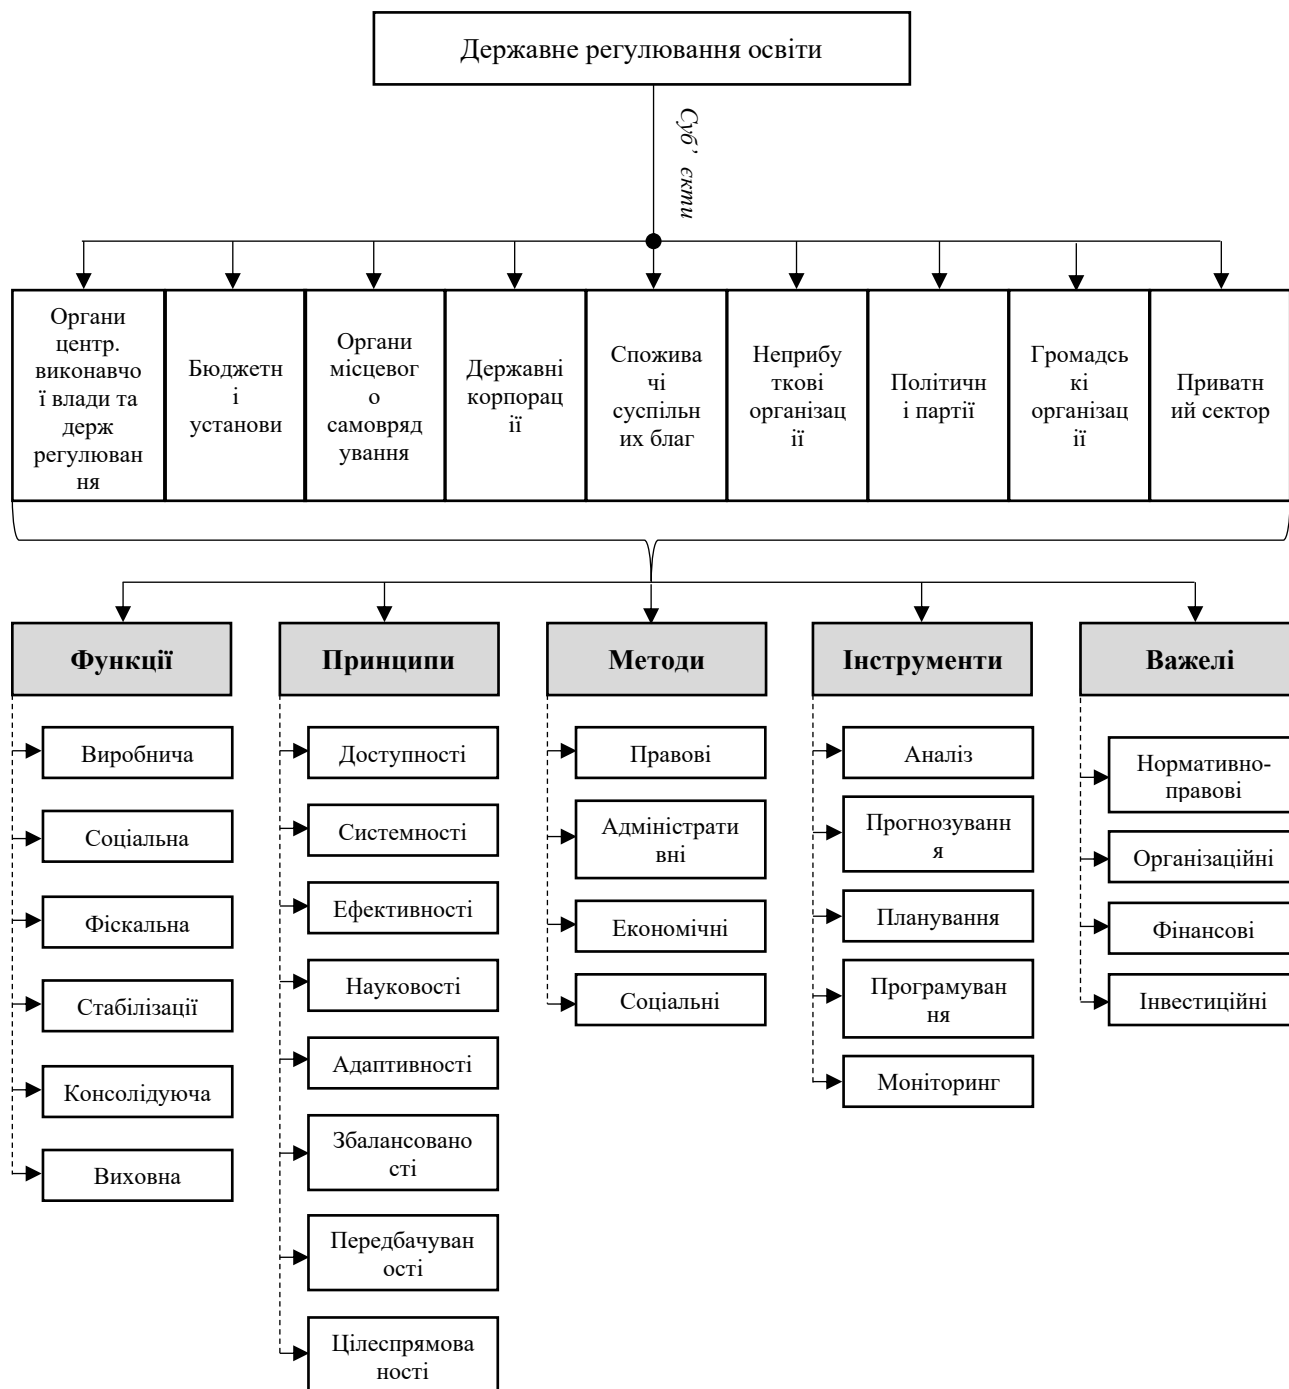 Державне регулювання освіти
Суб’ єкти
Органи
центр.
виконавчо
ї влади та
держ
регулюван
ня
Бюджетн
і
установи
Органи
місцевог
о
самовряд
ування
Державні
корпорац
ії
Спожива
чі
суспільн
их благ
Неприбу
ткові
організац
ії
Політичн
і партії
Громадсь
кі
організац
ії
Приватн
ий сектор
Функції
Виробнича
Соціальна
Фіскальна
Стабілізації
Консолідуюча
Виховна
Принципи
Доступності
Системності
Ефективності
Науковості
Адаптивності
Збалансовано
сті
Передбачуван
ості
Цілеспрямова
ності
Методи
Правові
Адміністрати
вні
Економічні
Соціальні
Інструменти
Аналіз
Прогнозуванн
я
Планування
Програмуван
ня
Моніторинг
Важелі
Нормативно-
правові
Організаційні
Фінансові
Інвестиційні